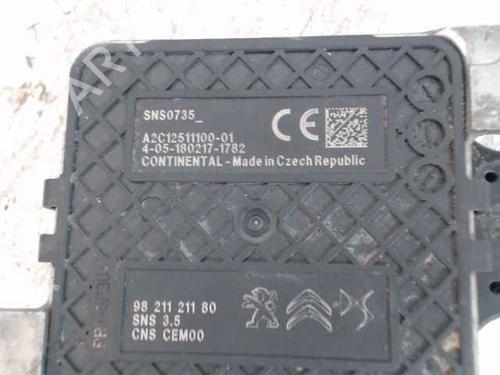 SNS0735_
A2C12511100-01
4-05-180217-1782
CONTINENTAL - Made in Czech Republic
CE
98 211 211 80
SNS 3.5
CNS CEM00